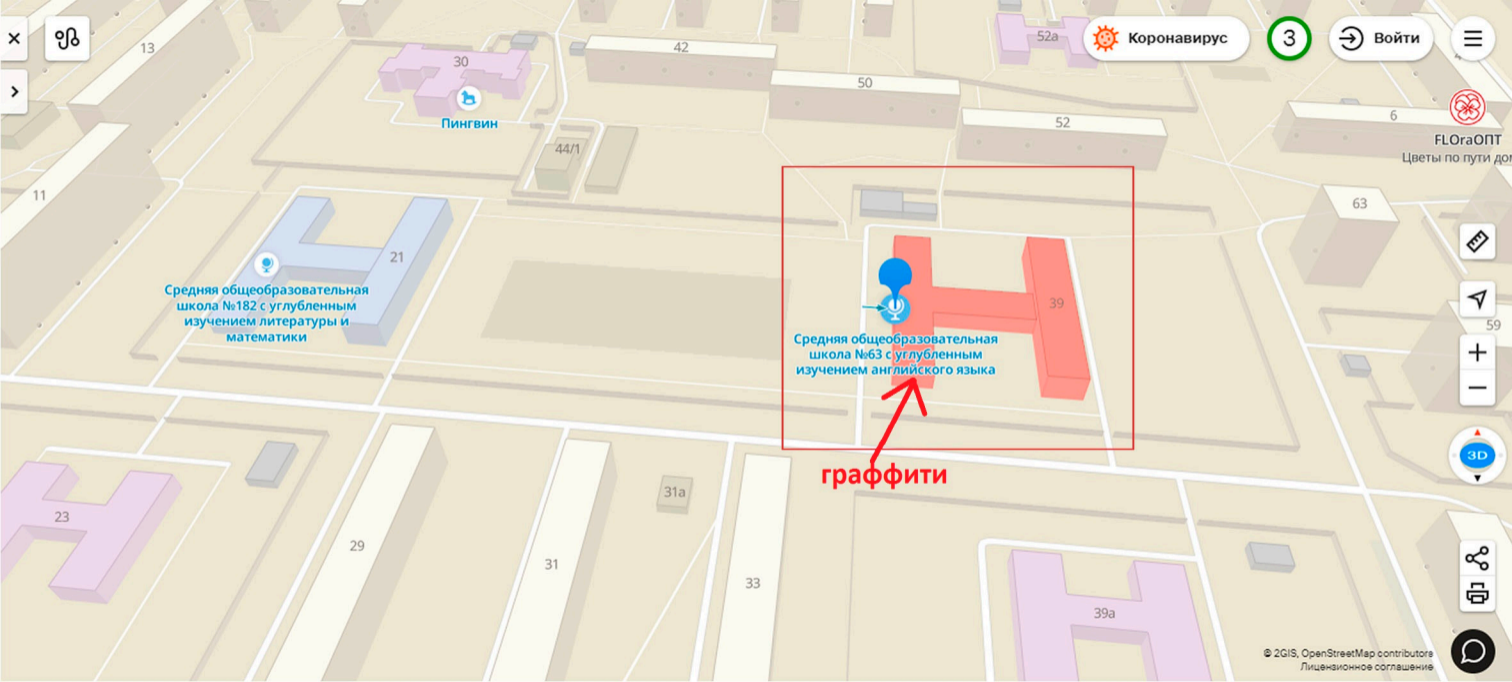 13
30
42
50
52а
Коронавирус
3
Войти
Пингвин
44/1
52
6
FLОraОПТ
Цветы по пути дом
11
63
21
39
59
Средняя общеобразовательная
школа №182 с углубленным
изучением литературы и
математики
Средняя общеобразовательная
школа №63 с углубленным
изучением английского языка
3D
граффити
31а
23
29
31
33
39а
© 2GIS, OpenStreetMap contributors
Лицензионное соглашение